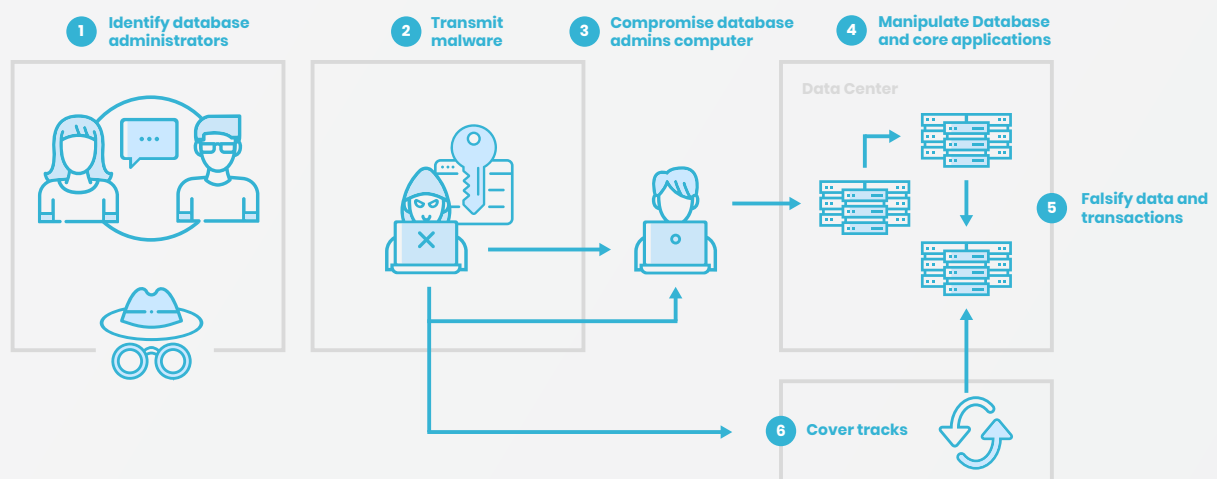 1
Identify database
administrators
2
Transmit
malware
3
Compromise database
admins computer
4
Manipulate Database
and core applications
Data Center
5
Falsify data and
transactions
6
Cover tracks